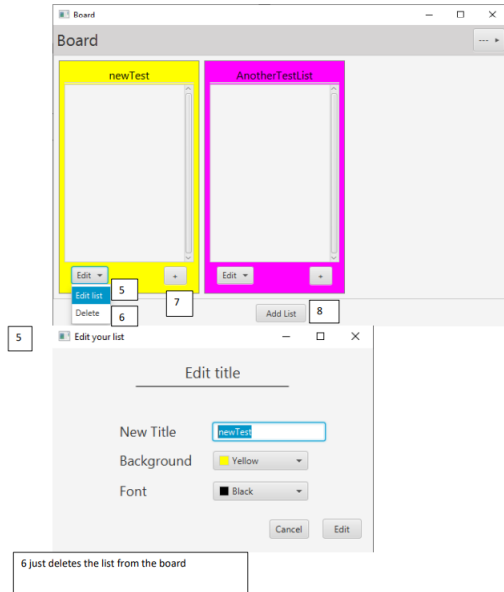 Board
Board
--- ▸
newTest
AnotherTestList
Edit
+
Edit
+
Edit list
5
7
Delete
6
Add List
8
5
Edit your list
Edit title
New Title
newTest
Background
Yellow
Font
Black
Cancel
Edit
6 just deletes the list from the board